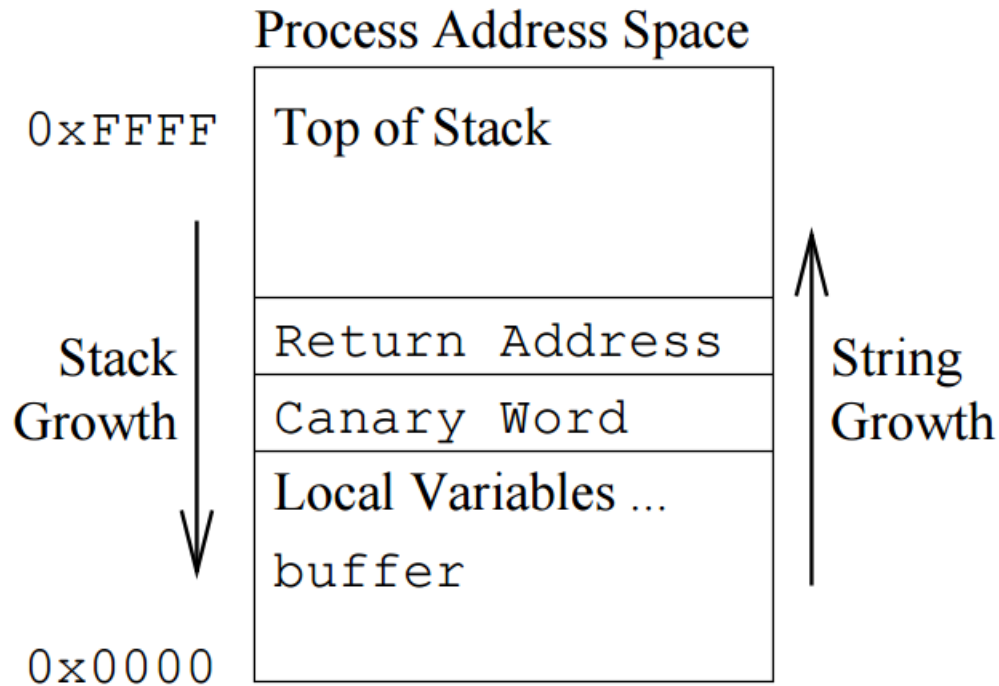 Process Address Space
0xFFFF
Top of Stack
Return Address
Stack
Growth
String
Growth
Canary Word
Local Variables ...
buffer
0x0000